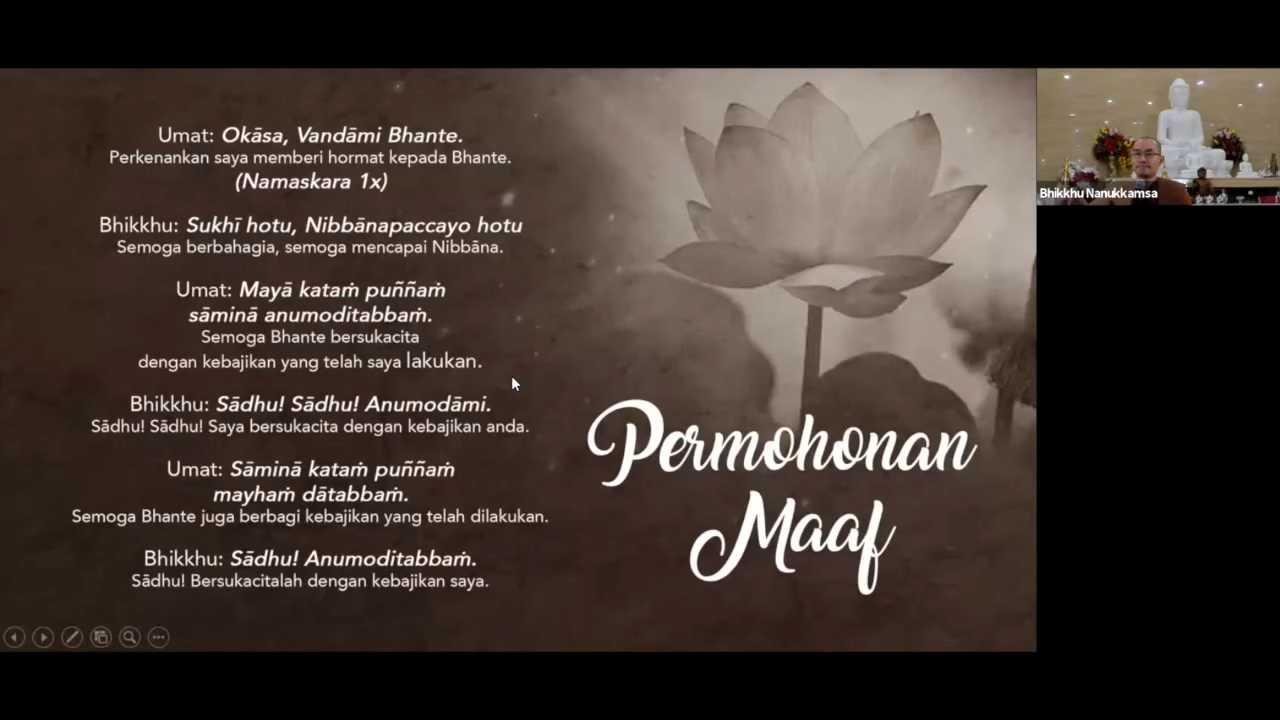 Umat: Okāsa, Vandāmi Bhante.
Perkenankan saya memberi hormat kepada Bhante.
(Namaskara 1x)
Bhikkhu: Sukhī hotu, Nibbānapaccayo hotu
Semoga berbahagia, semoga mencapai Nibbāna.
Umat: Mayā kataṁ puññaṁ
sāminā anumoditabbaṁ.
Semoga Bhante bersukacita
dengan kebajikan yang telah saya lakukan.
Bhikkhu: Sādhu! Sādhu! Anumodāmi.
Sādhu! Sādhu! Saya bersukacita dengan kebajikan anda.
Umat: Sāminā kataṁ puññaṁ
mayhaṁ dātabbaṁ.
Semoga Bhante juga berbagi kebajikan yang telah dilakukan.
Bhikkhu: Sādhu! Anumoditabbaṁ.
Sādhu! Bersukacitalah dengan kebajikan saya.
Permohonan
Maaf
Bhikkhu Nanukkamsa